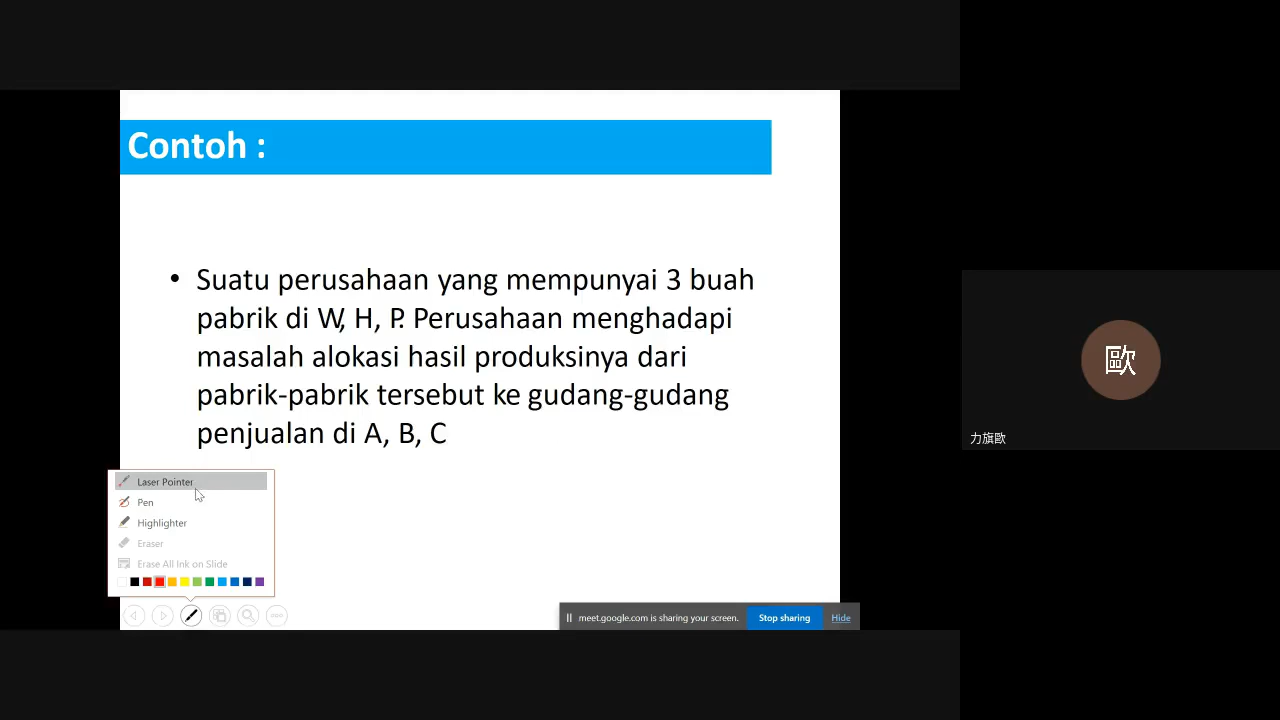 Contoh :
• Suatu perusahaan yang mempunyai 3 buah
pabrik di W, H, P. Perusahaan menghadapi
masalah alokasi hasil produksinya dari
pabrik-pabrik tersebut ke gudang-gudang
penjualan di A, B, C
Laser Pointer
Pen
Highlighter
Eraser
Erase All Ink on Slide
meet.google.com is sharing your screen.
Stop sharing
Hide
歐
力旗歐